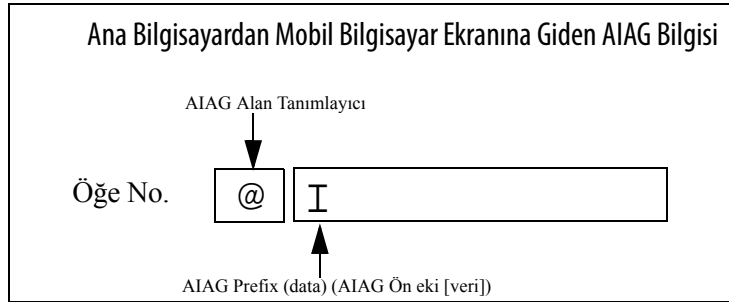 Ana Bilgisayardan Mobil Bilgisayar Ekranına Giden AIAG Bilgisi
AIAG Alan Tanımlayıcı
Öğe No. @ I
AIAG Prefix (data) (AIAG Ön eki [veri])